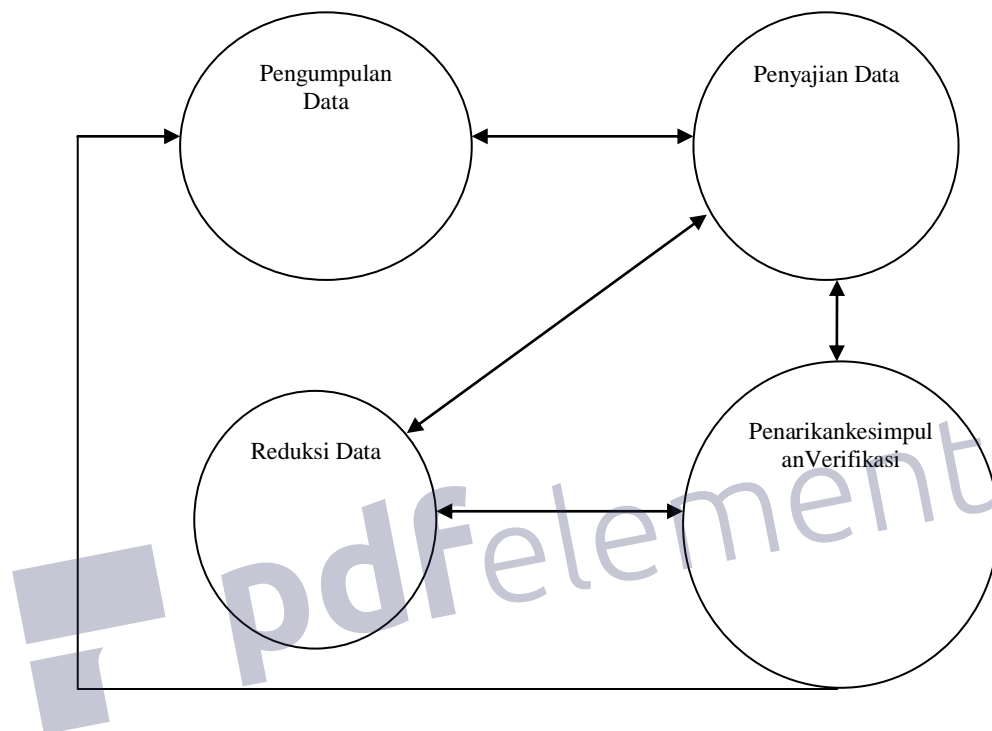 Pengumpulan
Data
Penyajian Data
Reduksi Data
Penarikankesimpul
anVerifikasi
pdfelement